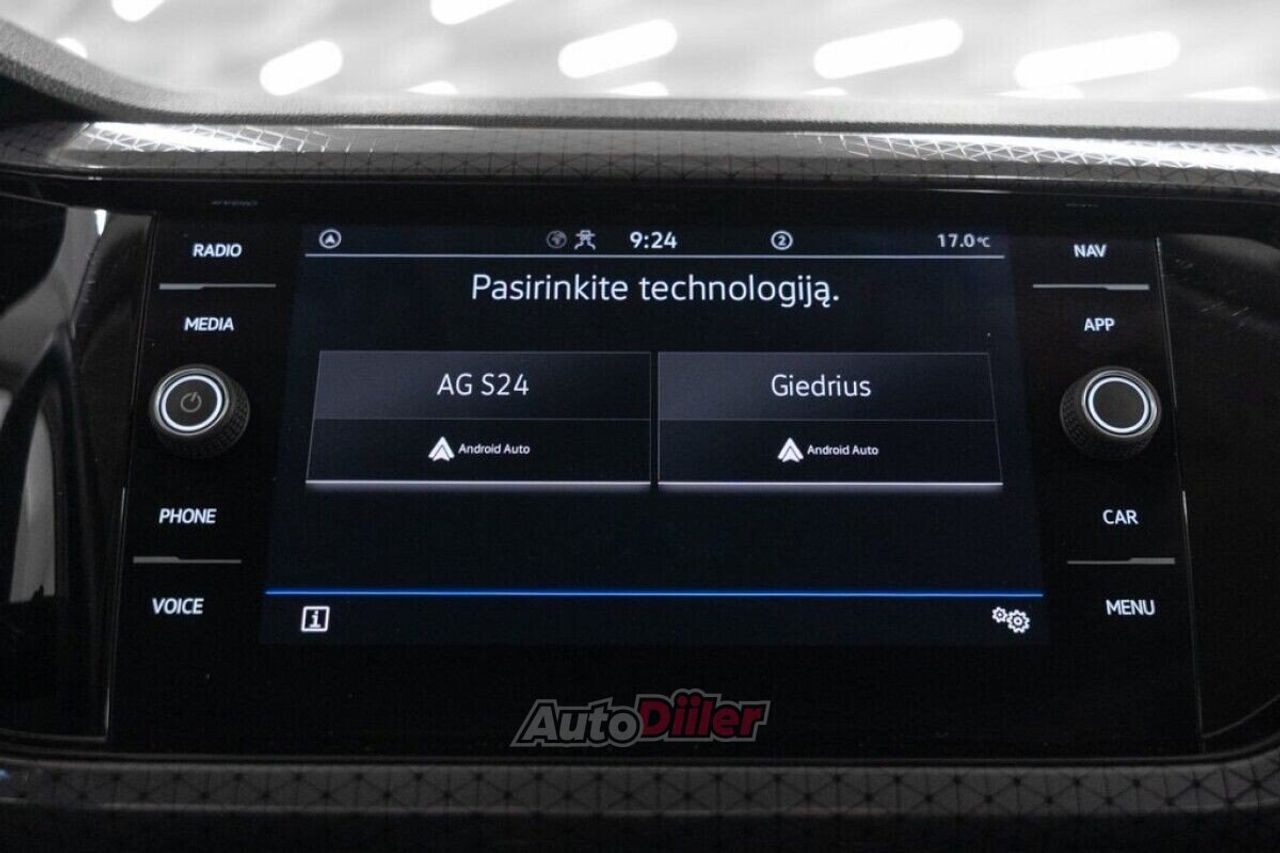 RADIO
MEDIA
PHONE
VOICE
9:24
2
17.0°C
Pasirinkite technologiją.
AG S24
Android Auto
Giedrius
Android Auto
i
NAV
APP
CAR
MENU
AutoDiiler